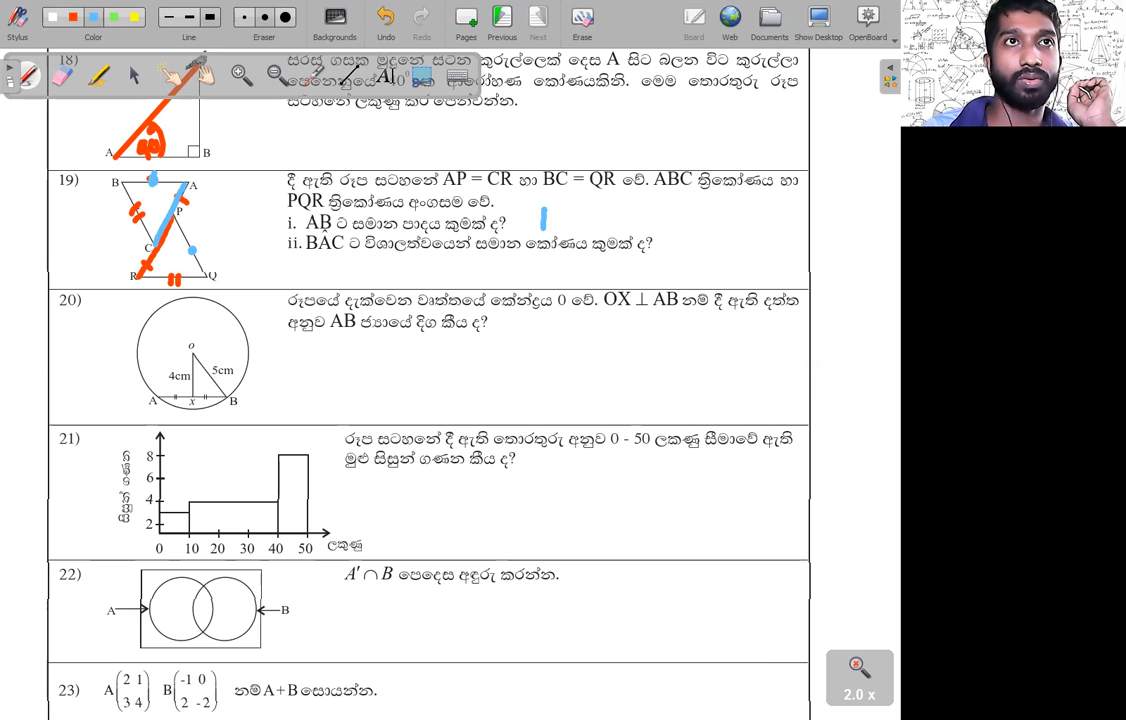 Stylus
Color
Line
Eraser
Backgrounds
Undo
Redo
Pages
Previous
Next
Erase
Board
Web
Documents
Show Desktop
OpenBoard
18)
කුරුල්ලෙක් දෙස A සිට බලන විට කුරුල්ලා
කෝණයකිනි. මෙම තොරතුරු රූප
A
B
19)
දී ඇති රූප සටහනේ AP = CR හා BC = QR වේ. ABC ත්‍රිකෝණය හා
PQR ත්‍රිකෝණය අංගසම වේ.
i. AB ට සමාන පාදය කුමක් ද?
ii. BÂC ට විශාලත්වයෙන් සමාන කෝණය කුමක් ද?
B
A
P
C
R
Q
20)
රූපයේ දැක්වෙන වෘත්තයේ කේන්ද්‍රය 0 වේ. OX ⊥ AB නම් දී ඇති දත්ත
අනුව AB ජ්‍යායේ දිග කීය ද?
o
4cm
5cm
A
x
B
21)
රූප සටහනේ දී ඇති තොරතුරු අනුව 0 - 50 ලකුණු සීමාවේ ඇති
මුළු සිසුන් ගණන කීය ද?
සිසුන් ගණන
8
6
4
2
0 10 20 30 40 50
ලකුණු
22)
A′ ∩ B පෙදෙස අඳුරු කරන්න.
A
B
23) A (2 1 B (-1 0 නම් A + B සොයන්න.
3 4) 2 -2)
2.0 x